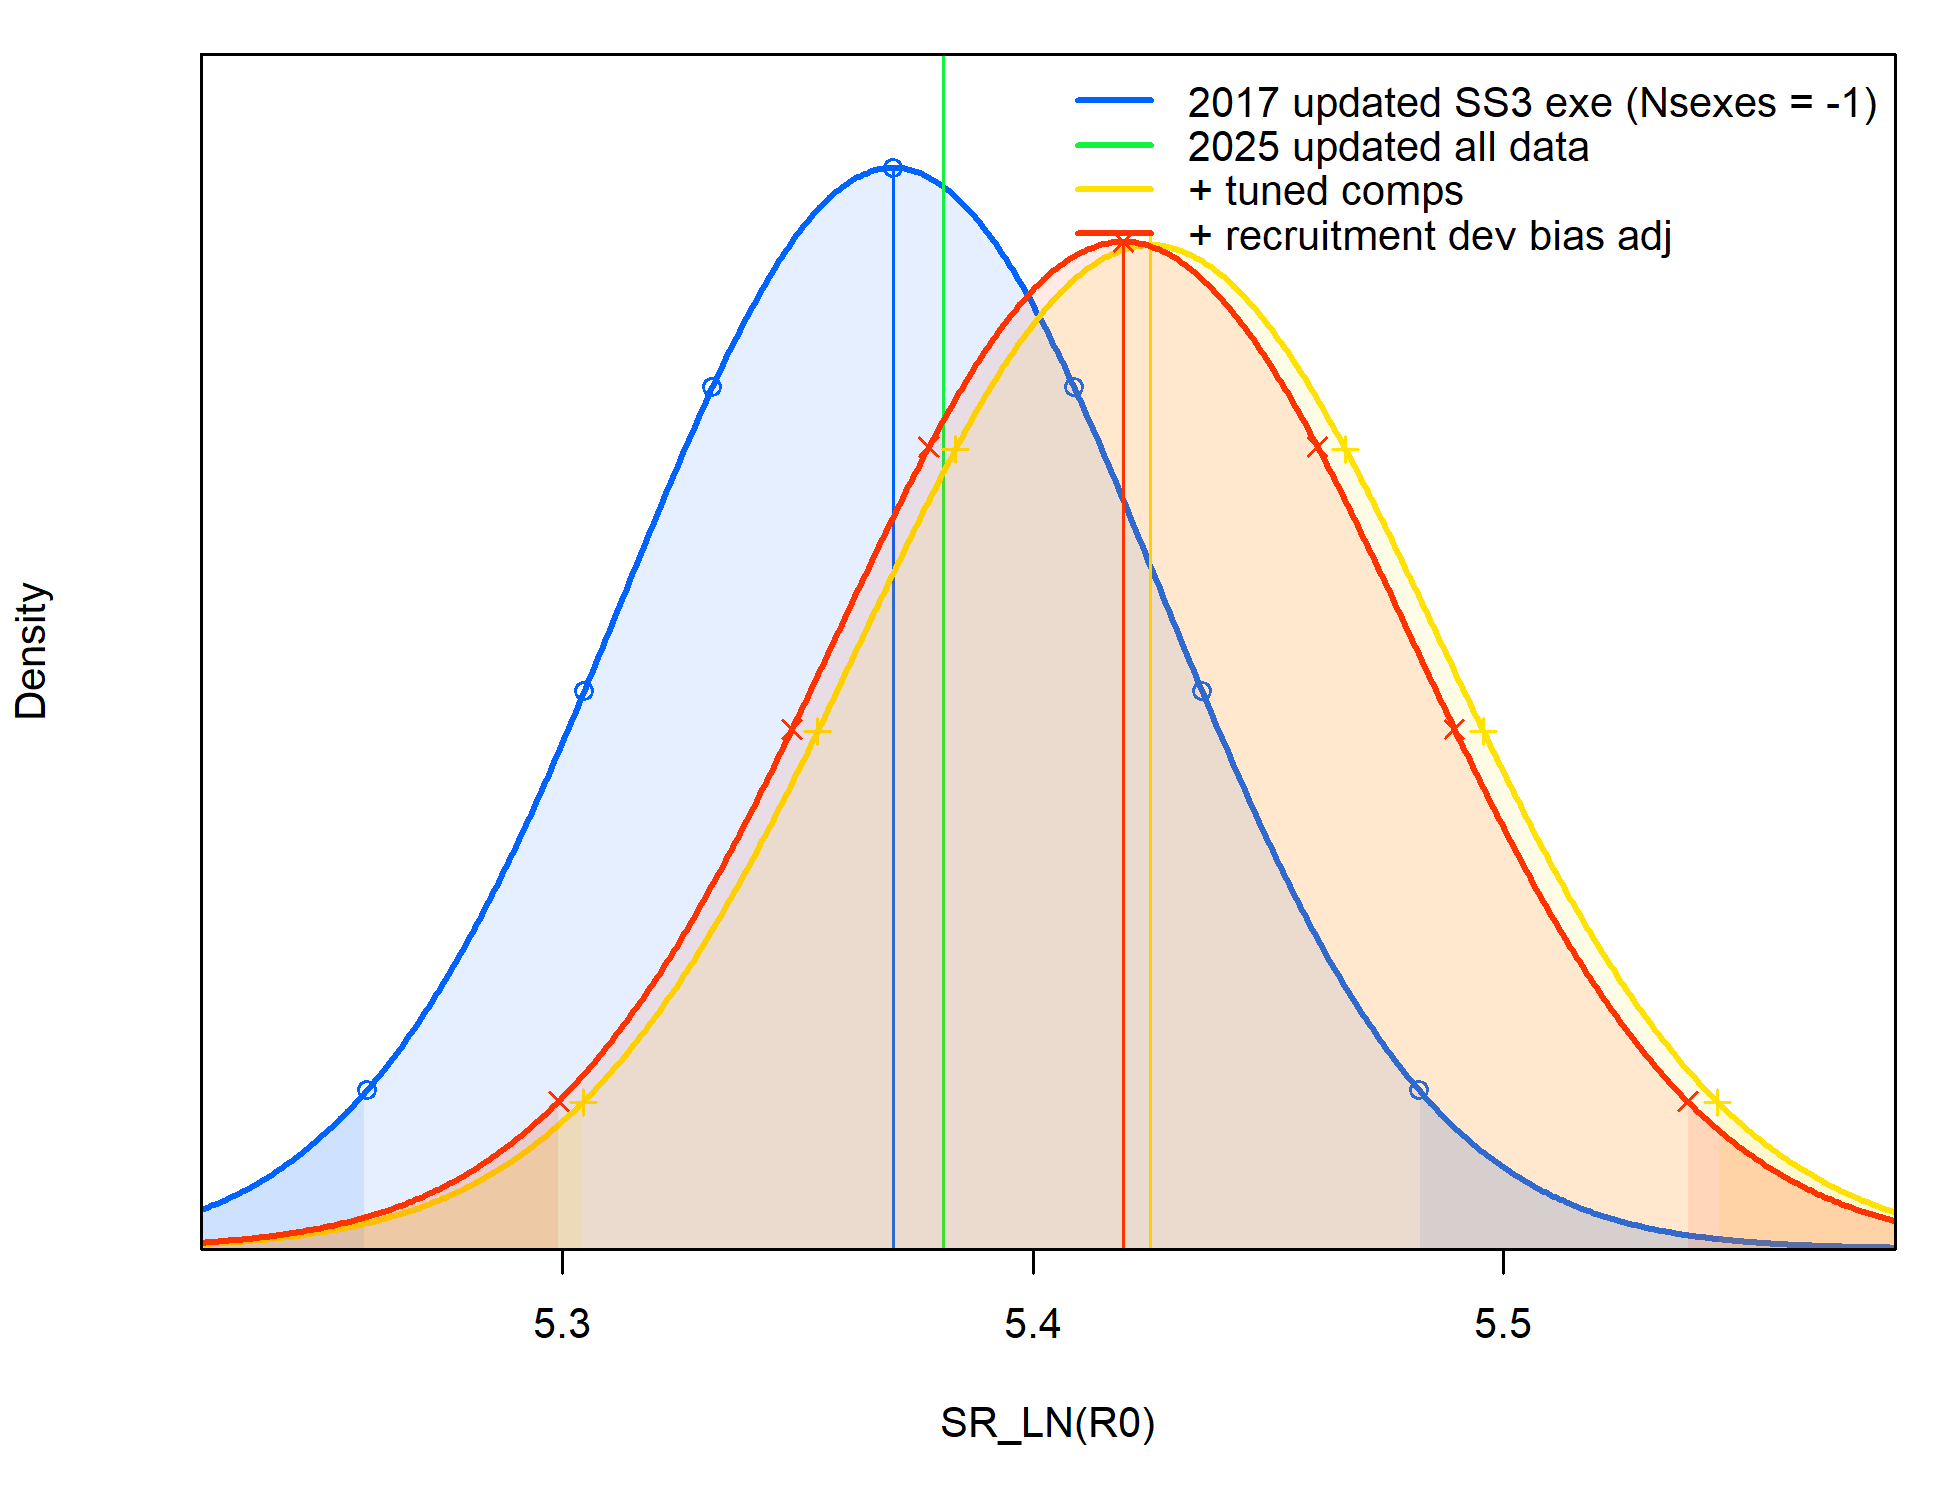 2017 updated SS3 exe (Nsexes = -1)
2025 updated all data
+ tuned comps
+ recruitment dev bias adj
Density
5.3
5.4
5.5
SR_LN(R0)